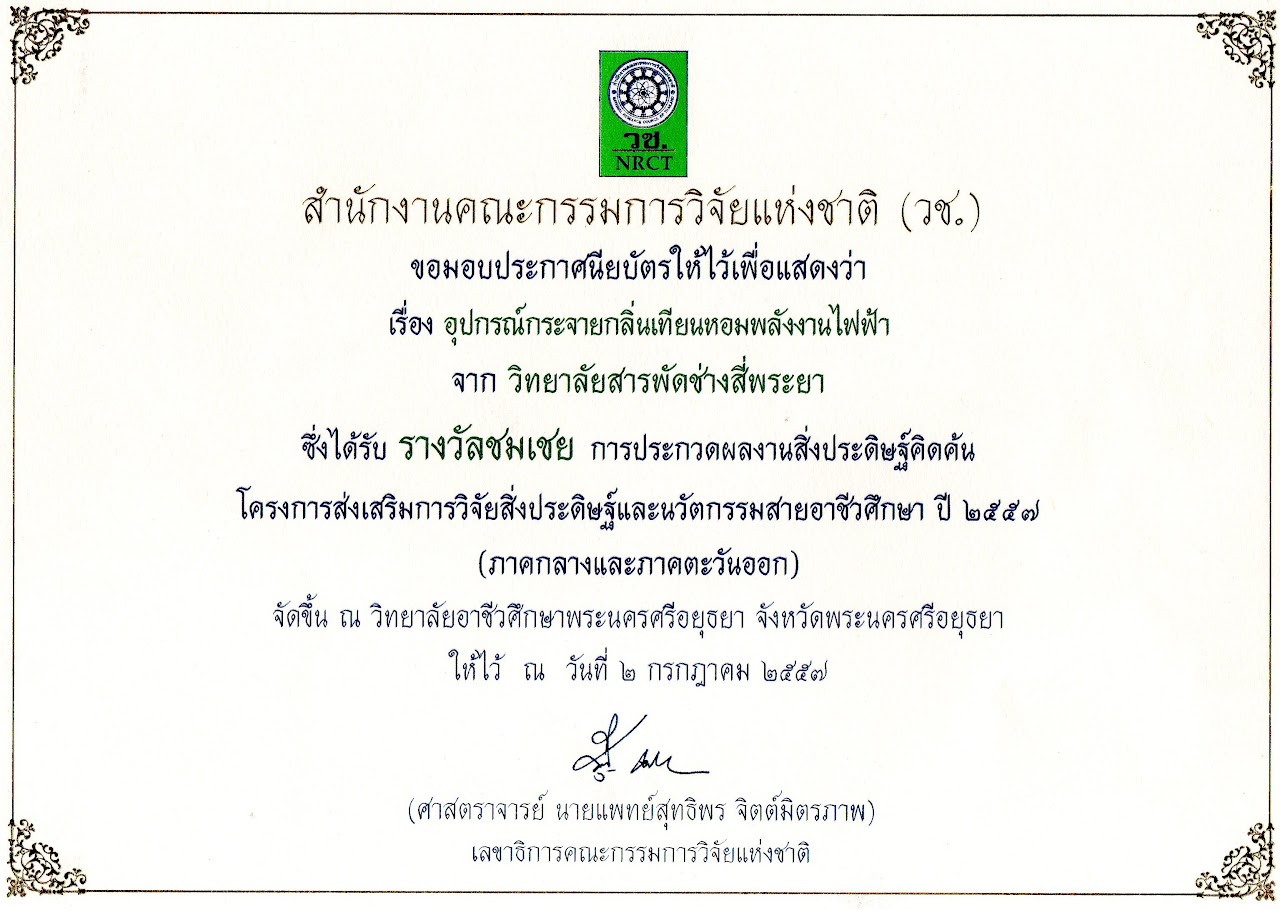 วช.
NRCT
สำนักงานคณะกรรมการวิจัยแห่งชาติ (วช.)
ขอมอบประกาศนียบัตรให้ไว้เพื่อแสดงว่า
เรื่อง อุปกรณ์กระจายกลิ่นเทียนหอมพลังงานไฟฟ้า
จาก วิทยาลัยสารพัดช่างสี่พระยา
ซึ่งได้รับ รางวัลชมเชย การประกวดผลงานสิ่งประดิษฐ์คิดค้น
โครงการส่งเสริมการวิจัยสิ่งประดิษฐ์และนวัตกรรมสายอาชีวศึกษา ปี ๒๕๕๗
(ภาคกลางและภาคตะวันออก)
จัดขึ้น ณ วิทยาลัยอาชีวศึกษาพระนครศรีอยุธยา จังหวัดพระนครศรีอยุธยา
ให้ไว้ ณ วันที่ ๒ กรกฎาคม ๒๕๕๗
(ศาสตราจารย์ นายแพทย์สุทธิพร จิตต์มิตรภาพ)
เลขาธิการคณะกรรมการวิจัยแห่งชาติ